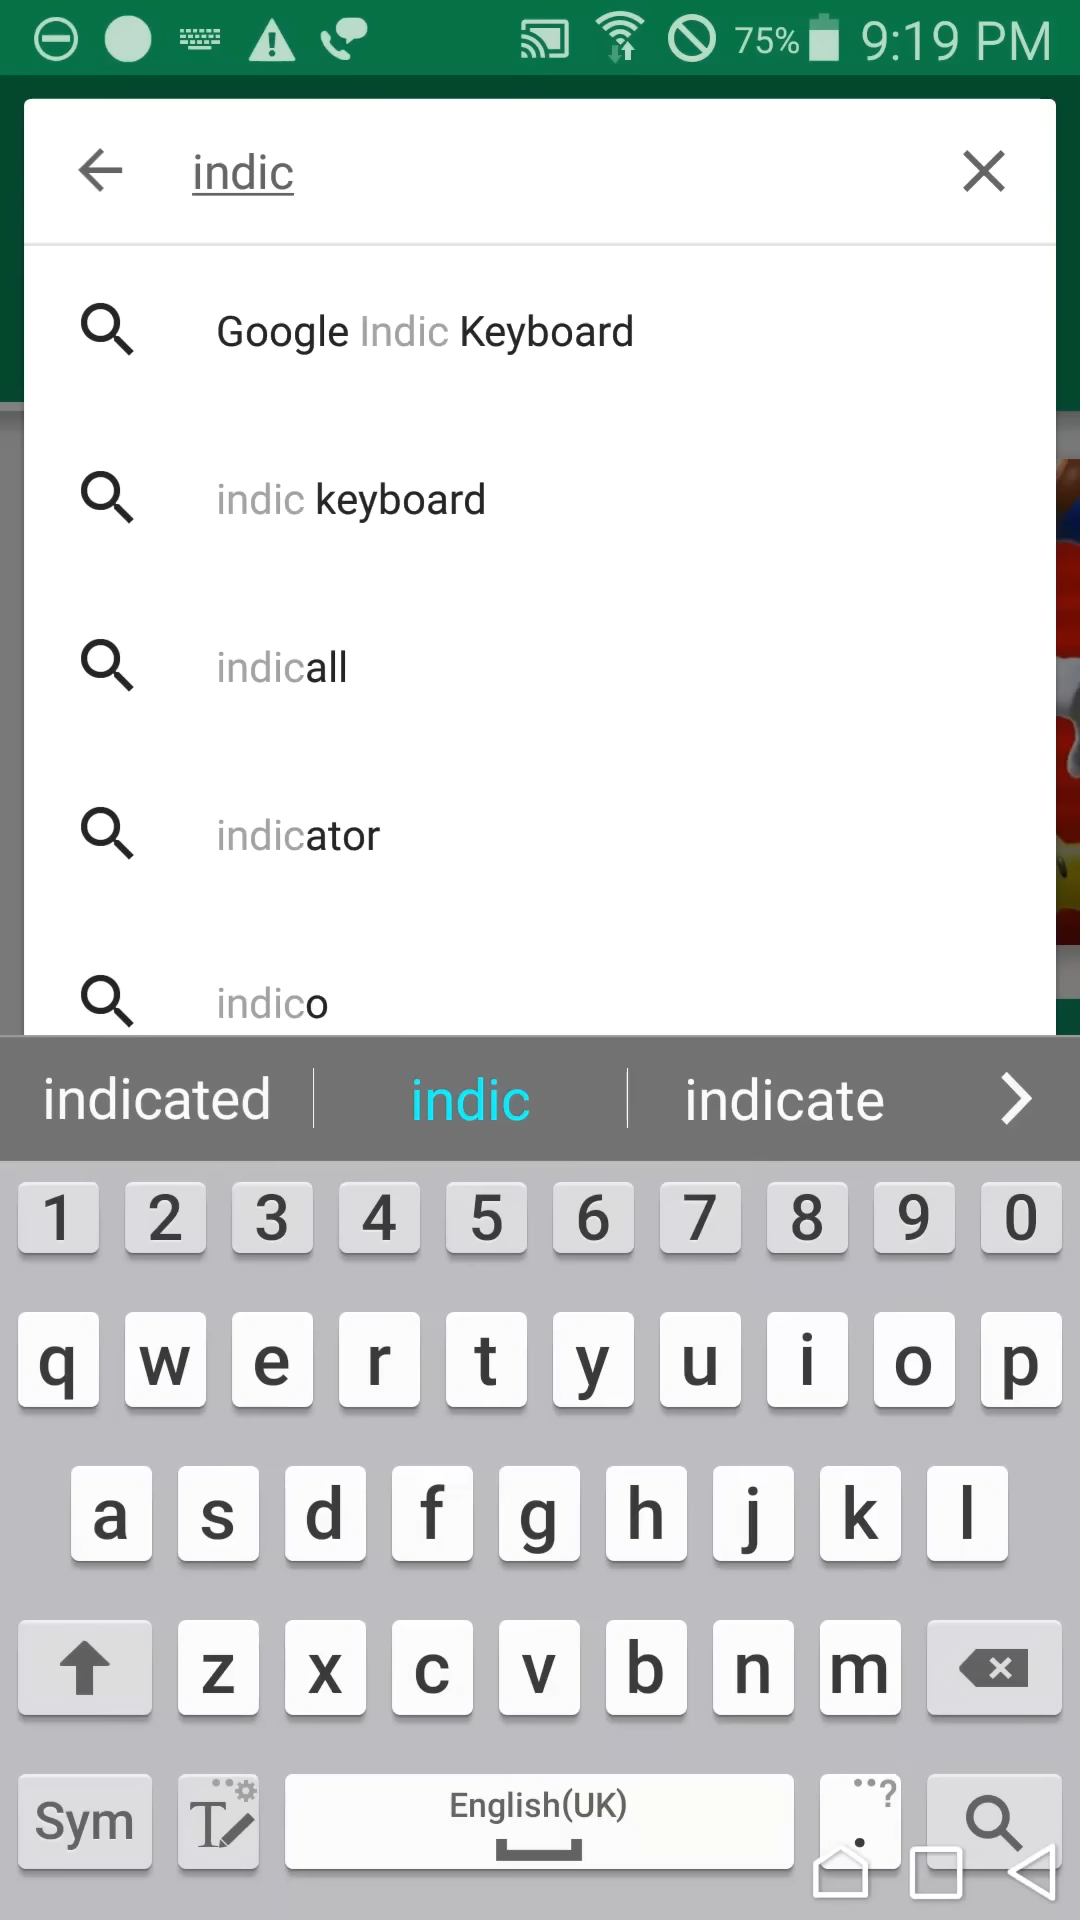 75% 9:19 PM
indic
Google Indic Keyboard
indic keyboard
indicall
indicator
indico
indicated indic indicate
1 2 3 4 5 6 7 8 9 0
q w e r t y u i o p
a s d f g h j k l
z x c v b n m
Sym T English(UK) . ?